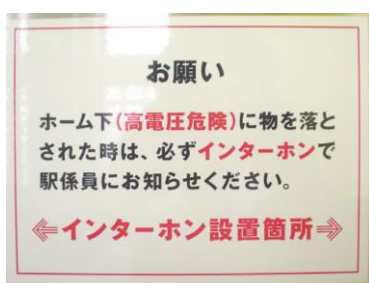 お願い
ホーム下(高電圧危険)に物を落と
された時は、必ずインターホンで
駅係員にお知らせください。
⇚インターホン設置箇所⇛